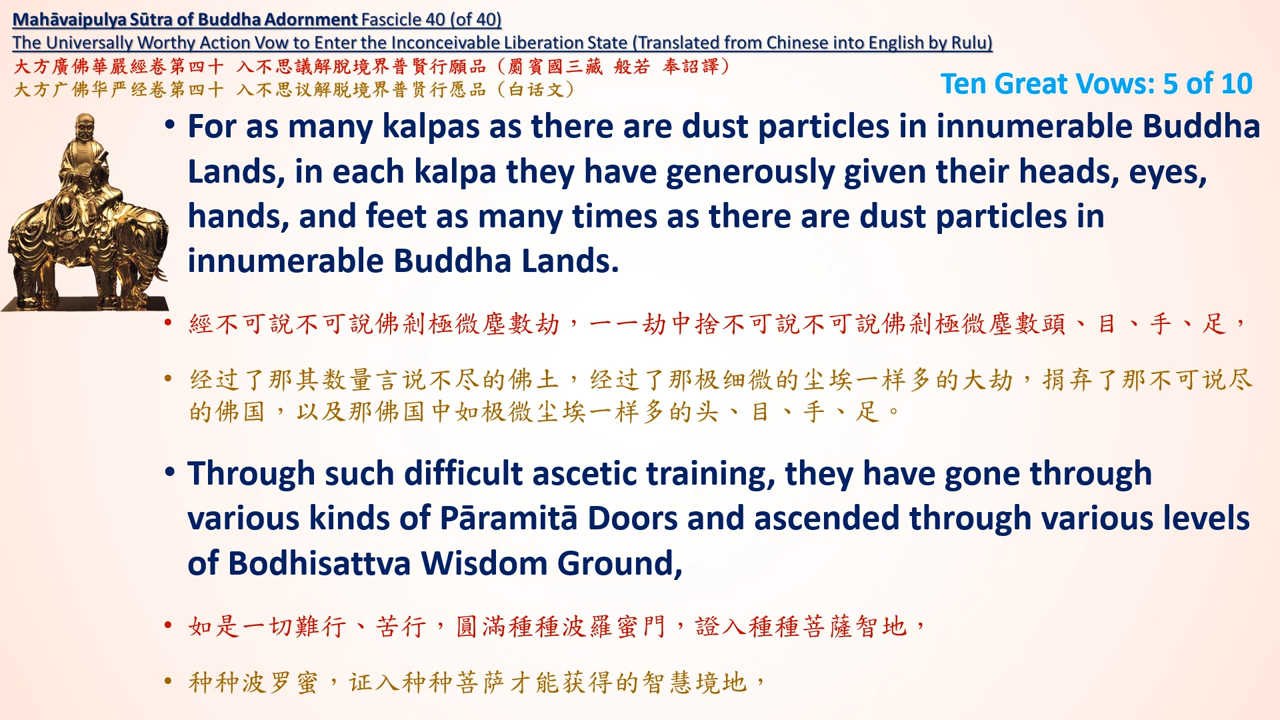 Mahāvaipulya Sūtra of Buddha Adornment Fascicle 40 (of 40)
The Universally Worthy Action Vow to Enter the Inconceivable Liberation State (Translated from Chinese into English by Rulu)
大方廣佛華嚴經卷第四十 入不思議解脫境界普賢行願品（罽賓國三藏 般若 奉詔譯）
大方广佛华严经卷第四十 入不思议解脱境界普贤行愿品（白话文）
Ten Great Vows: 5 of 10
• For as many kalpas as there are dust particles in innumerable Buddha
Lands, in each kalpa they have generously given their heads, eyes,
hands, and feet as many times as there are dust particles in
innumerable Buddha Lands.
• 經不可說不可說佛剎極微塵數劫，一一劫中捨不可說不可說佛剎極微塵數頭、目、手、足，
• 经过了那其数量言说不尽的佛土，经过了那极细微的尘埃一样多的大劫，捐弃了那不可说尽
的佛国，以及那佛国中如极微尘埃一样多的头、目、手、足。
• Through such difficult ascetic training, they have gone through
various kinds of Pāramitā Doors and ascended through various levels
of Bodhisattva Wisdom Ground,
• 如是一切難行、苦行，圓滿種種波羅蜜門，證入種種菩薩智地，
• 种种波罗蜜，证入种种菩萨才能获得的智慧境地，